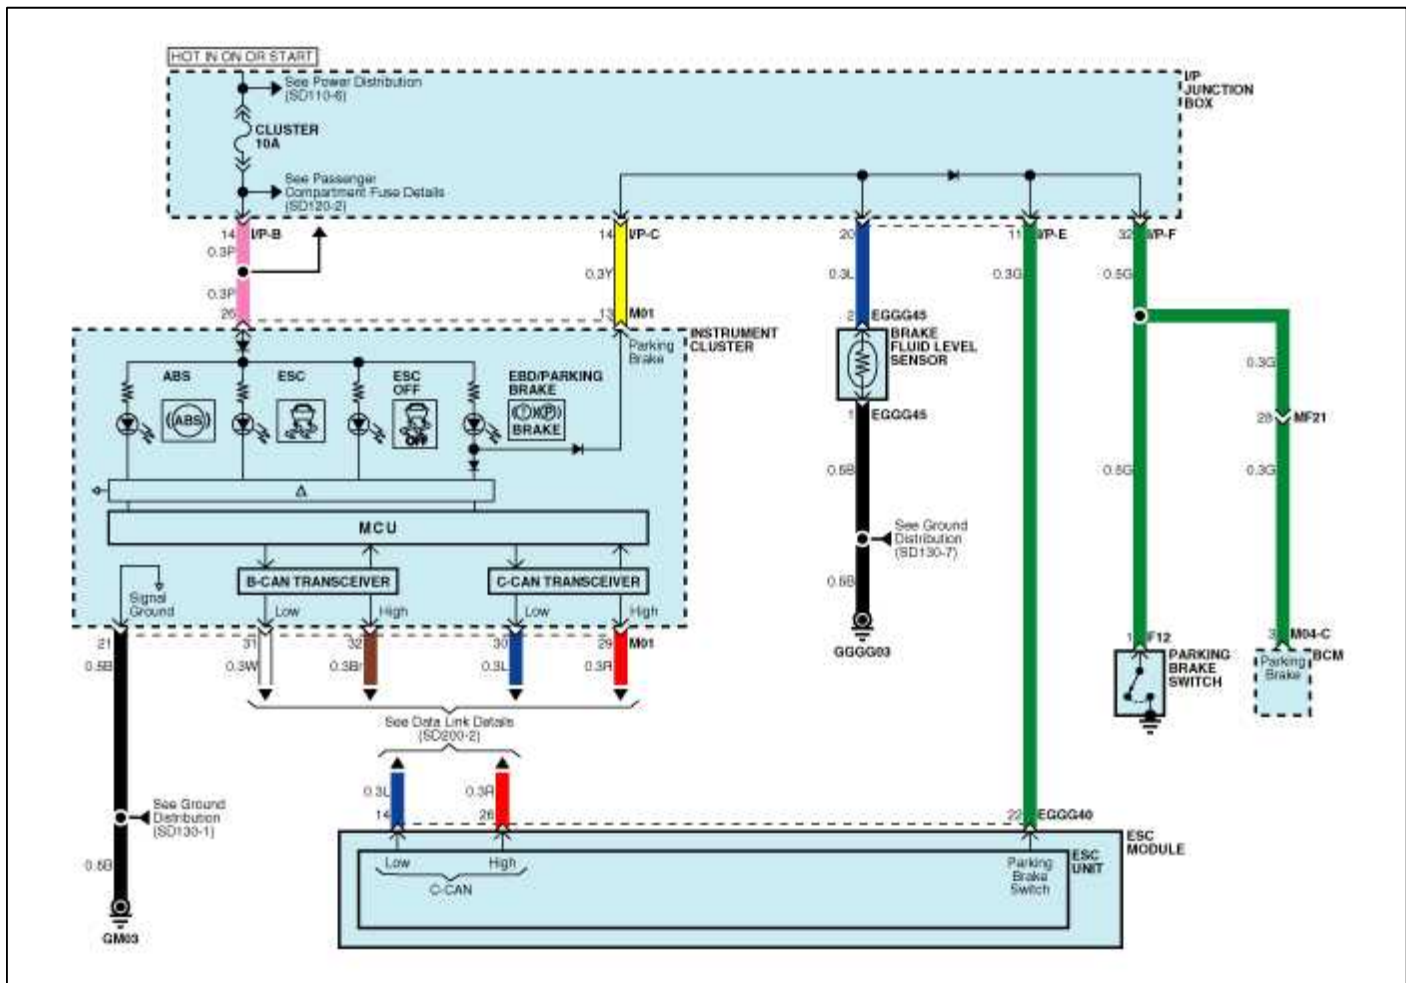 HOT IN ON OR START
See Power Distribution
(SD110-6)
I/P
JUNCTION
BOX
CLUSTER
10A
See Passenger
Compartment Fuse Details
(SD120-2)
14 I/P-B
14 I/P-C
20
11 I/P-E
32 I/P-F
0.3P
0.3Y
0.3L
0.3G
0.5G
0.3P
26
13 M01
2 EGGG45
INSTRUMENT
CLUSTER
Parking
Brake
BRAKE
FLUID LEVEL
SENSOR
0.3G
ABS
ESC
ESC
OFF
EBD/PARKING
BRAKE
ABS
OFF
(!)(P)
BRAKE
1 EGGG45
20 MF21
0.5B
0.5G
0.3G
MCU
See Ground
Distribution
(SD130-7)
B-CAN TRANSCEIVER
C-CAN TRANSCEIVER
0.5B
Signal
Ground
Low
High
Low
High
GGGG03
21
31
32
30
29 M01
0.5B
0.3W
0.3Br
0.3L
0.3R
1 F12
3 M04-C
PARKING
BRAKE
SWITCH
Parking
Brake
BCM
See Data Link Details
(SD200-2)
0.3L
0.3R
14
26
22 EGGG40
See Ground
Distribution
(SD130-1)
ESC
MODULE
0.5B
Low
High
C-CAN
Parking
Brake
Switch
ESC
UNIT
GM03